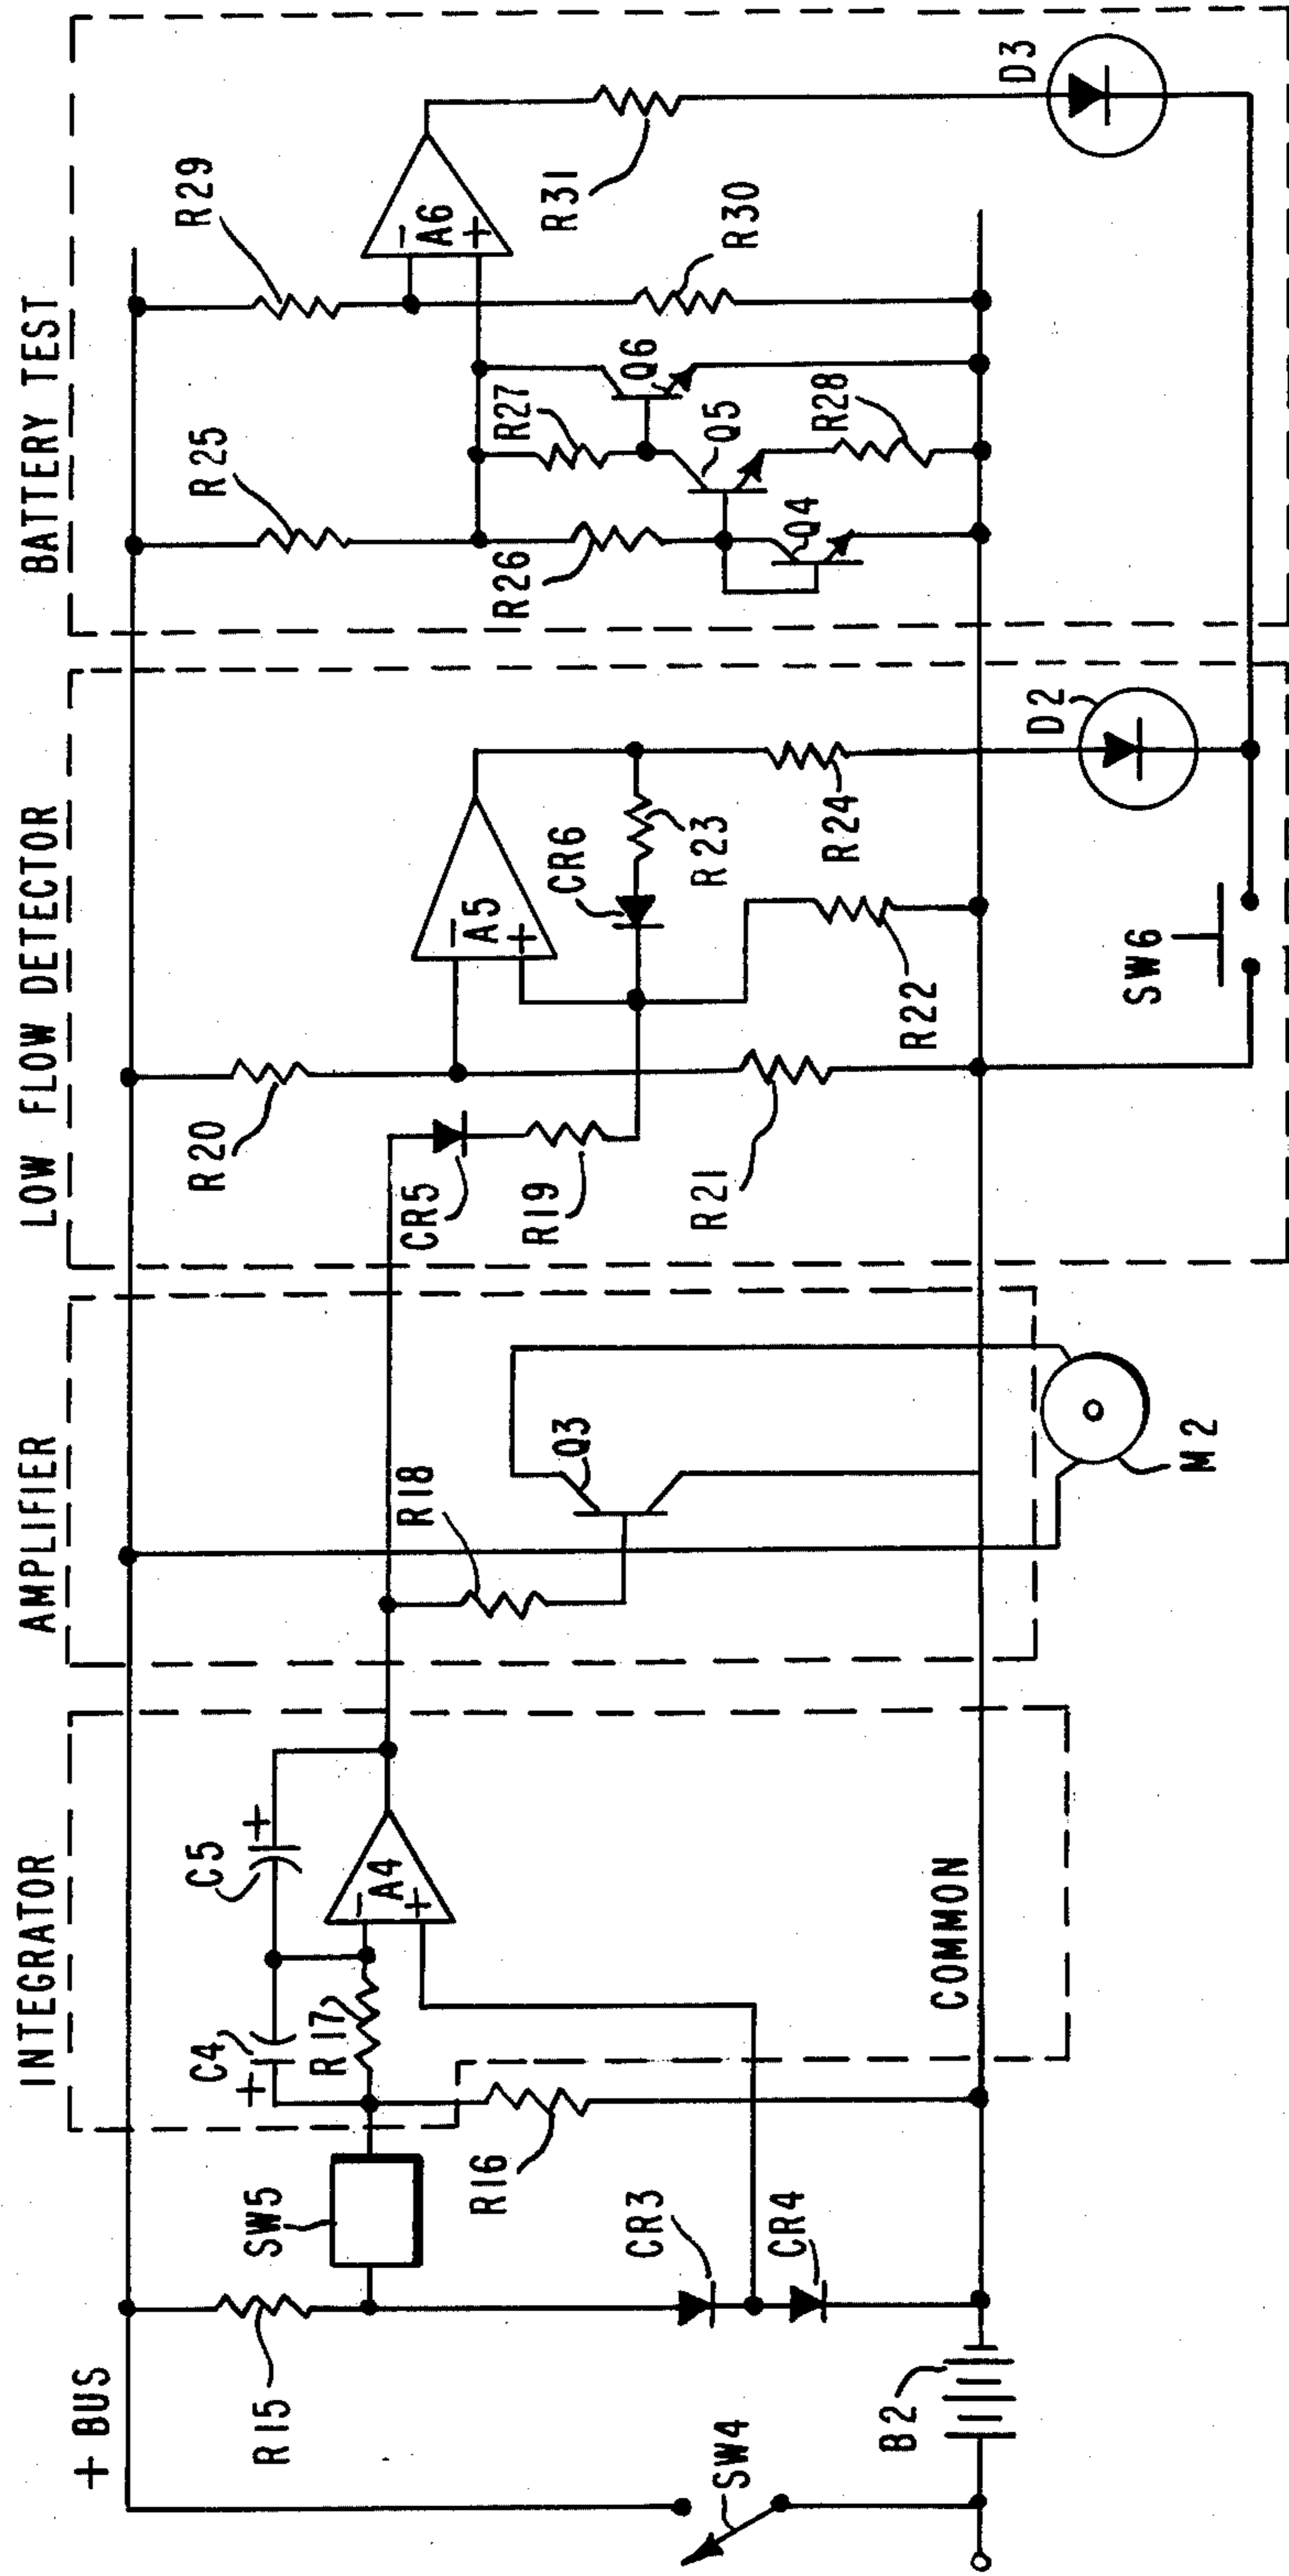 INTEGRATOR
AMPLIFIER
LOW FLOW DETECTOR
BATTERY TEST
+ BUS
R15
SW5
C4
+
R17
C5
+
A4
−
+
R16
CR3
CR4
COMMON
SW4
B2
R18
Q3
M2
R20
CR5
R19
R21
A5
−
+
CR6
R23
R22
R24
D2
SW6
R25
R26
R27
Q4
Q5
Q6
R28
R29
A6
−
+
R30
R31
D3